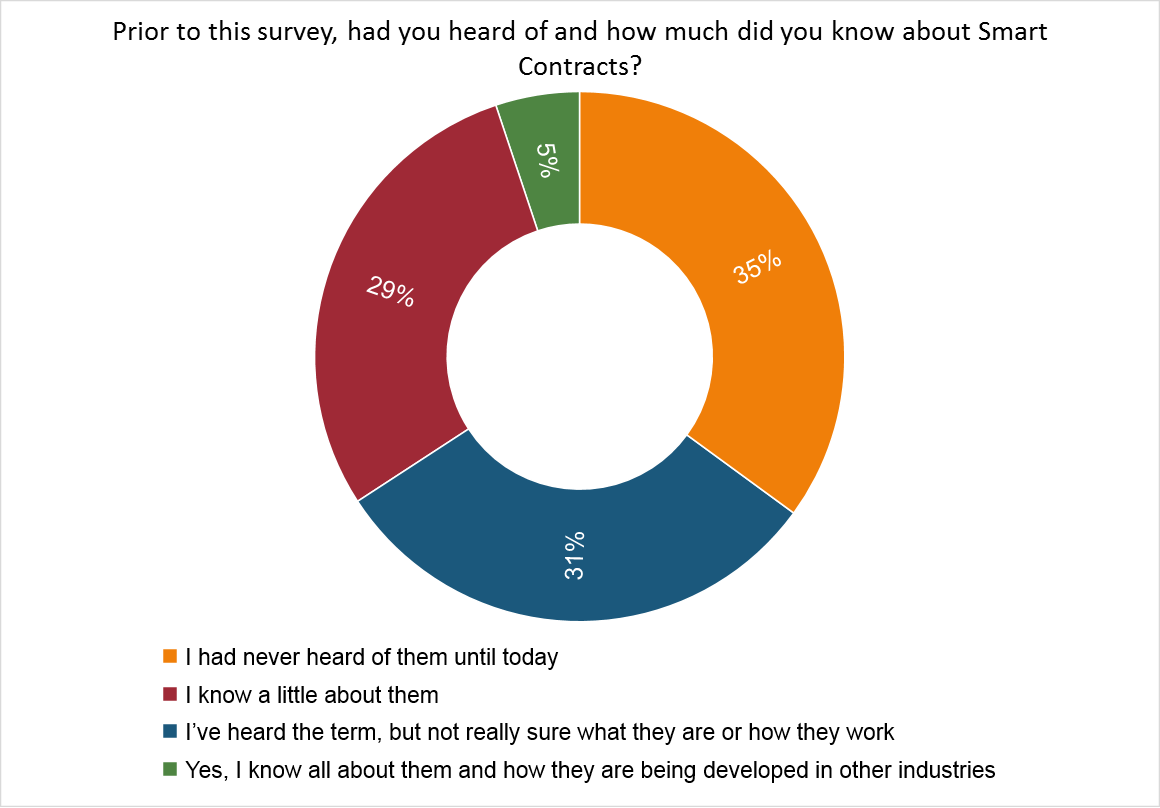 Prior to this survey, had you heard of and how much did you know about Smart
Contracts?
5%
35%
29%
31%
I had never heard of them until today
I know a little about them
I’ve heard the term, but not really sure what they are or how they work
Yes, I know all about them and how they are being developed in other industries